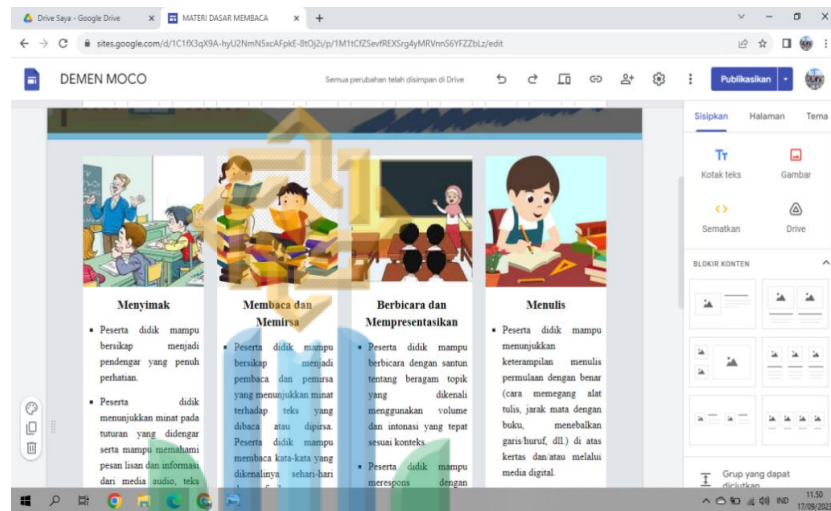 Drive Saya - Google Drive
MATERI DASAR MEMBACA
sites.google.com
DEMEN MOCO
Semua perubahan telah disimpan di Drive
Publikasikan
Sisipkan Halaman Tema
Kotak teks Gambar
Sematkan Drive
BLOKIR KONTEN
Menyimak
▪ Peserta didik mampu
bersikap menjadi
pendengar yang penuh
perhatian.
▪ Peserta didik
menunjukkan minat pada
tuturan yang didengar
serta mampu memahami
pesan lisan dan informasi
dari media audio, teks
Membaca dan
Memirsa
▪ Peserta didik mampu
bersikap menjadi
pembaca dan pemirsa
yang menunjukkan minat
terhadap teks yang
dibaca atau dipirsa.
Peserta didik mampu
membaca kata-kata yang
dikenalinya sehari-hari
Berbicara dan
Mempresentasikan
▪ Peserta didik mampu
berbicara dengan santun
tentang beragam topik
yang dikenali
menggunakan volume
dan intonasi yang tepat
sesuai konteks.
▪ Peserta didik mampu
merespons dengan
Menulis
▪ Peserta didik mampu
menunjukkan
keterampilan menulis
permulaan dengan benar
(cara memegang alat
tulis, jarak mata dengan
buku, menebalkan
garis/huruf, dll.) di atas
kertas dan/atau melalui
media digital.
Grup yang dapat
diciutkan
IND
11.50
17/09/2023